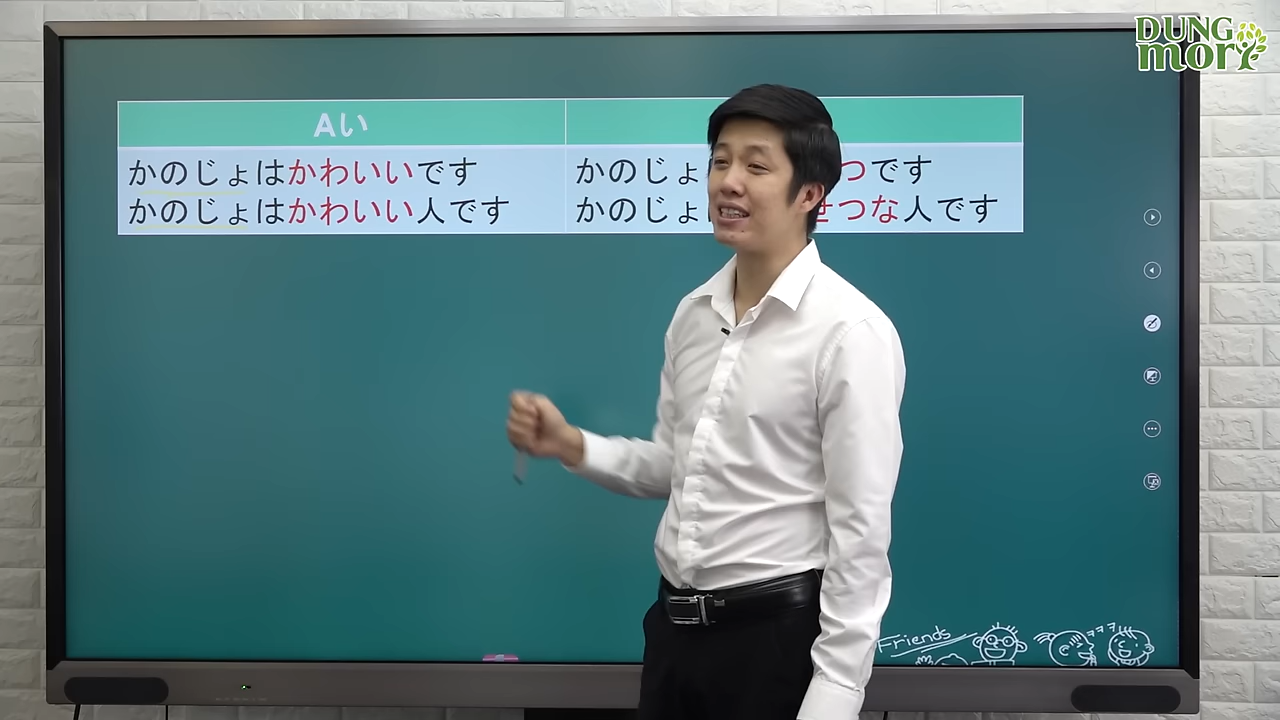 DUNG
mori
Aい
かのじょはかわいいです
かのじょはかわいい人です
かのじょ つです
かのじょ せつな人です
Friends